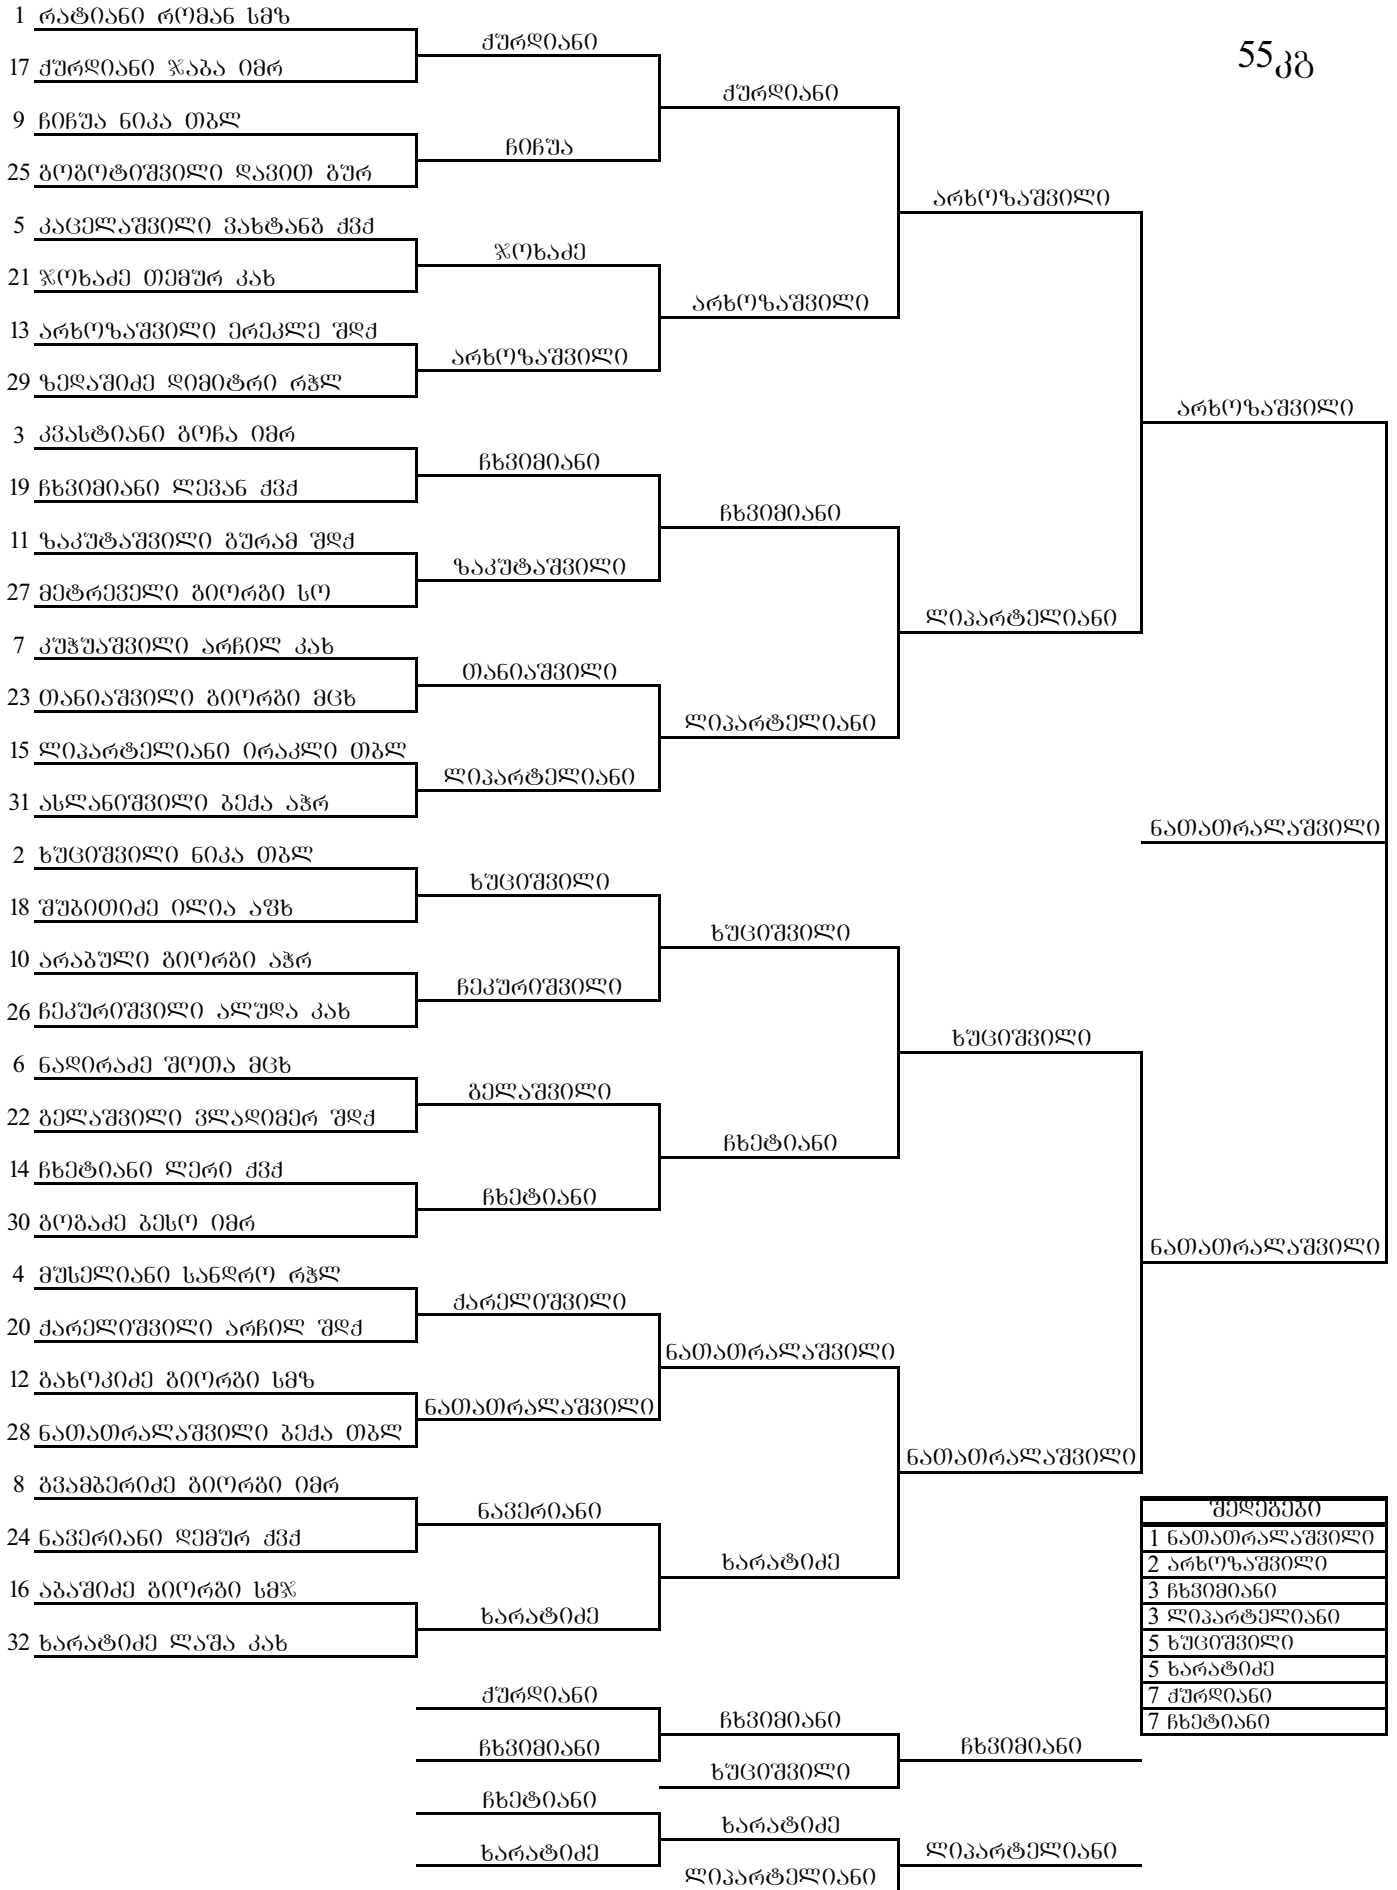 55კგ
1 რატიანი რომან სმზ
17 ქურდიანი ჯაბა იმრ
9 ჩიჩუა ნიკა თბლ
25 გოგოტიშვილი დავით გურ
5 კაცელაშვილი ვახტანგ ქვქ
21 ჯოხაძე თემურ კახ
13 არხოზაშვილი ერეკლე შდქ
29 ზედაშიძე დიმიტრი რჭლ
3 კვასტიანი გოჩა იმრ
19 ჩხვიმიანი ლევან ქვქ
11 ზაკუტაშვილი გურამ შდქ
27 მეტრეველი გიორგი სო
7 კუჭუაშვილი არჩილ კახ
23 თანიაშვილი გიორგი მცხ
15 ლიპარტელიანი ირაკლი თბლ
31 ასლანიშვილი ბექა აჭრ
2 ხუციშვილი ნიკა თბლ
18 შუბითიძე ილია აფხ
10 არაბული გიორგი აჭრ
26 ჩეკურიშვილი ალუდა კახ
6 ნადირაძე შოთა მცხ
22 გელაშვილი ვლადიმერ შდქ
14 ჩხეტიანი ლერი ქვქ
30 გოგაძე ბესო იმრ
4 მუსელიანი სანდრო რჭლ
20 ქარელიშვილი არჩილ შდქ
12 გახოკიძე გიორგი სმზ
28 ნათათრალაშვილი ბექა თბლ
8 გვამბერიძე გიორგი იმრ
24 ნავერიანი დემურ ქვქ
16 აბაშიძე გიორგი სმჯ
32 ხარატიძე ლაშა კახ
ქურდიანი
ჩიჩუა
ჯოხაძე
არხოზაშვილი
ჩხვიმიანი
ზაკუტაშვილი
თანიაშვილი
ლიპარტელიანი
ხუციშვილი
ჩეკურიშვილი
გელაშვილი
ჩხეტიანი
ქარელიშვილი
ნათათრალაშვილი
ნავერიანი
ხარატიძე
ქურდიანი
არხოზაშვილი
ჩხვიმიანი
ლიპარტელიანი
ხუციშვილი
ჩხეტიანი
ნათათრალაშვილი
ხარატიძე
არხოზაშვილი
ლიპარტელიანი
ხუციშვილი
ნათათრალაშვილი
არხოზაშვილი
ნათათრალაშვილი
ნათათრალაშვილი
შედეგები
1 ნათათრალაშვილი
2 არხოზაშვილი
3 ჩხვიმიანი
3 ლიპარტელიანი
5 ხუციშვილი
5 ხარატიძე
7 ქურდიანი
7 ჩხეტიანი
ქურდიანი
ჩხვიმიანი
ჩხეტიანი
ხარატიძე
ჩხვიმიანი
ხუციშვილი
ხარატიძე
ლიპარტელიანი
ჩხვიმიანი
ლიპარტელიანი